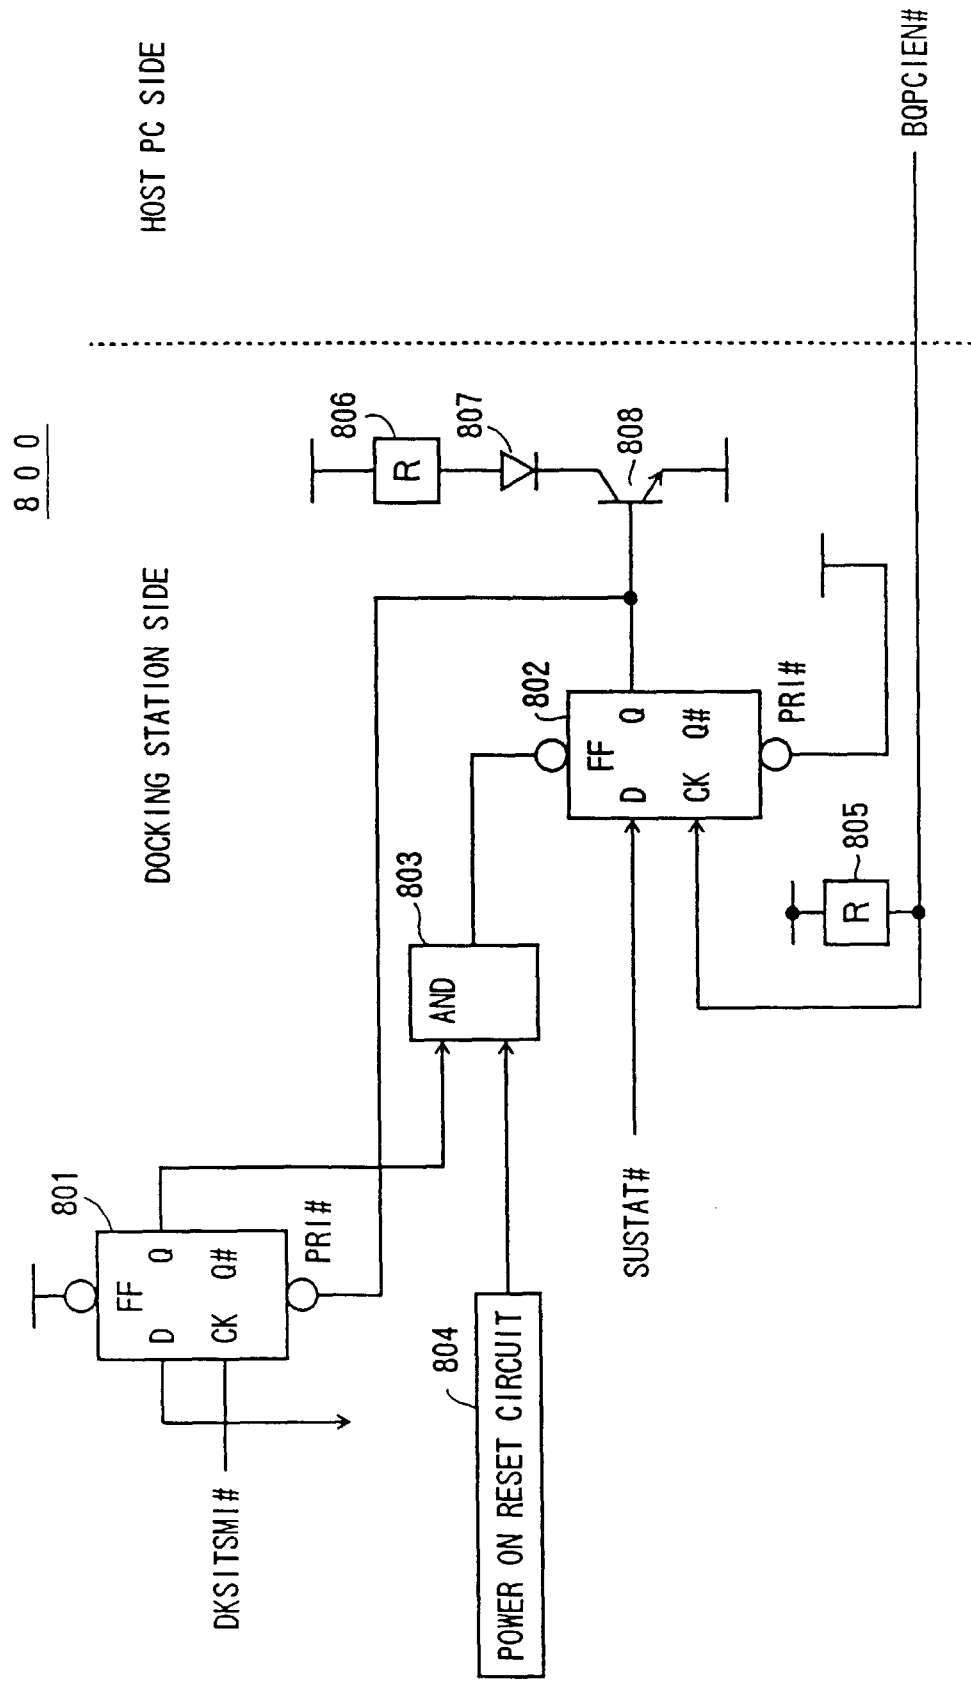 800
DOCKING STATION SIDE
HOST PC SIDE
801
FF
D
Q
CK
Q#
PRI#
DKSITSMI#
806
R
807
808
803
AND
804
POWER ON RESET CIRCUIT
802
FF
D
Q
CK
Q#
PRI#
SUSTAT#
805
R
BQPCIEN#